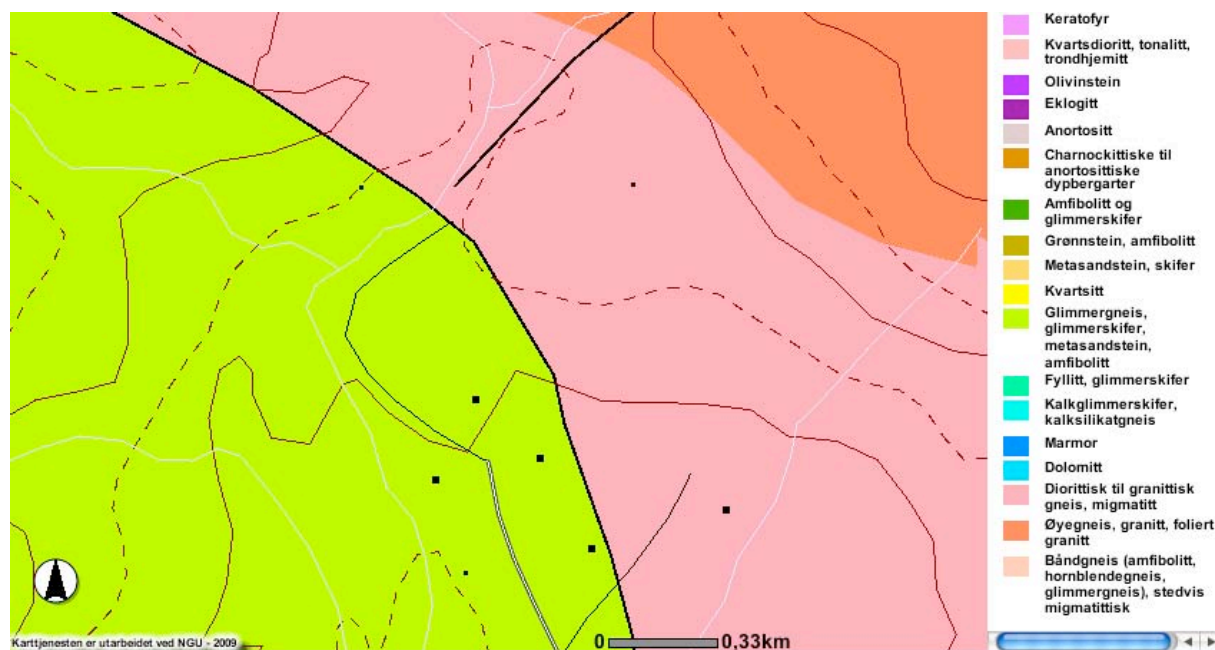 Keratofyr
Kvartsdioritt, tonalitt,
trondhjemitt
Olivinstein
Eklogitt
Anortositt
Charnockittiske til
anortosittiske
dypbergarter
Amfibolitt og
glimmerskifer
Grønnstein, amfibolitt
Metasandstein, skifer
Kvartsitt
Glimmergneis,
glimmerskifer,
metasandstein,
amfibolitt
Fyllitt, glimmerskifer
Kalkglimmerskifer,
kalksilikatgneis
Marmor
Dolomitt
Diorittisk til granittisk
gneis, migmatitt
Øyegneis, granitt, foliert
granitt
Båndgneis (amfibolitt,
hornblendegneis,
glimmergneis), stedvis
migmatittisk
Karttjenesten er utarbeidet ved NGU - 2009
0 0,33km